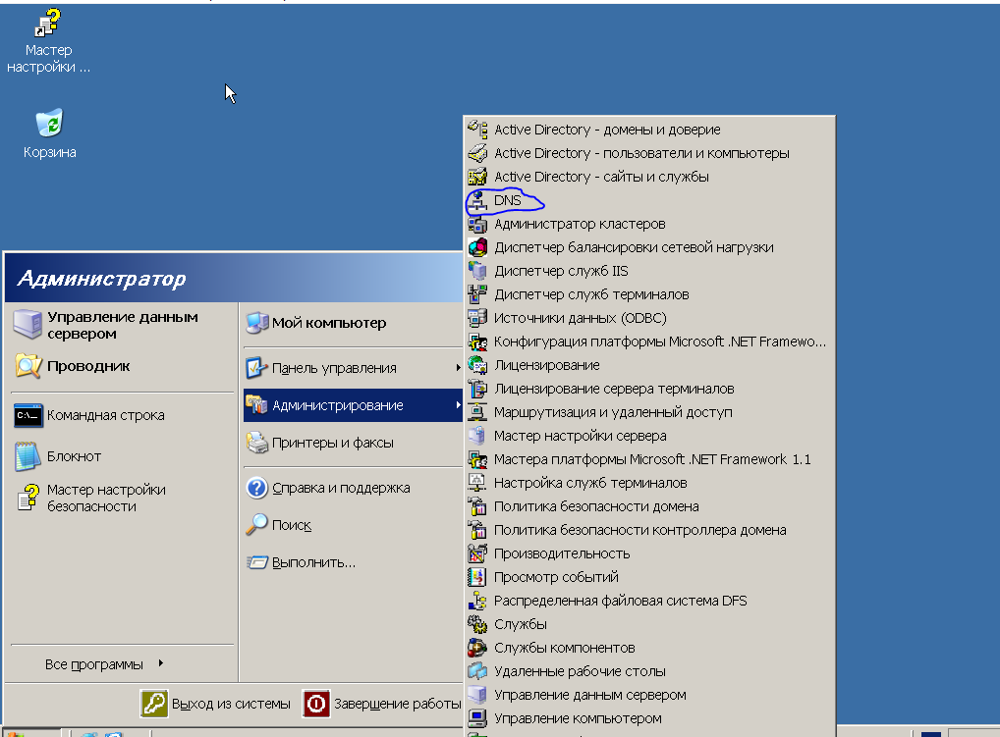 Мастер
настройки ...
Корзина
Администратор
Управление данным
сервером
Проводник
Командная строка
Блокнот
Мастер настройки
безопасности
Все программы
Мой компьютер
Панель управления
Администрирование
Принтеры и факсы
Справка и поддержка
Поиск
Выполнить...
Выход из системы
Завершение работы
Active Directory - домены и доверие
Active Directory - пользователи и компьютеры
Active Directory - сайты и службы
DNS
Администратор кластеров
Диспетчер балансировки сетевой нагрузки
Диспетчер служб IIS
Диспетчер служб терминалов
Источники данных (ODBC)
Конфигурация платформы Microsoft .NET Framewo...
Лицензирование
Лицензирование сервера терминалов
Маршрутизация и удаленный доступ
Мастер настройки сервера
Мастера платформы Microsoft .NET Framework 1.1
Настройка служб терминалов
Политика безопасности домена
Политика безопасности контроллера домена
Производительность
Просмотр событий
Распределенная файловая система DFS
Службы
Службы компонентов
Удаленные рабочие столы
Управление данным сервером
Управление компьютером